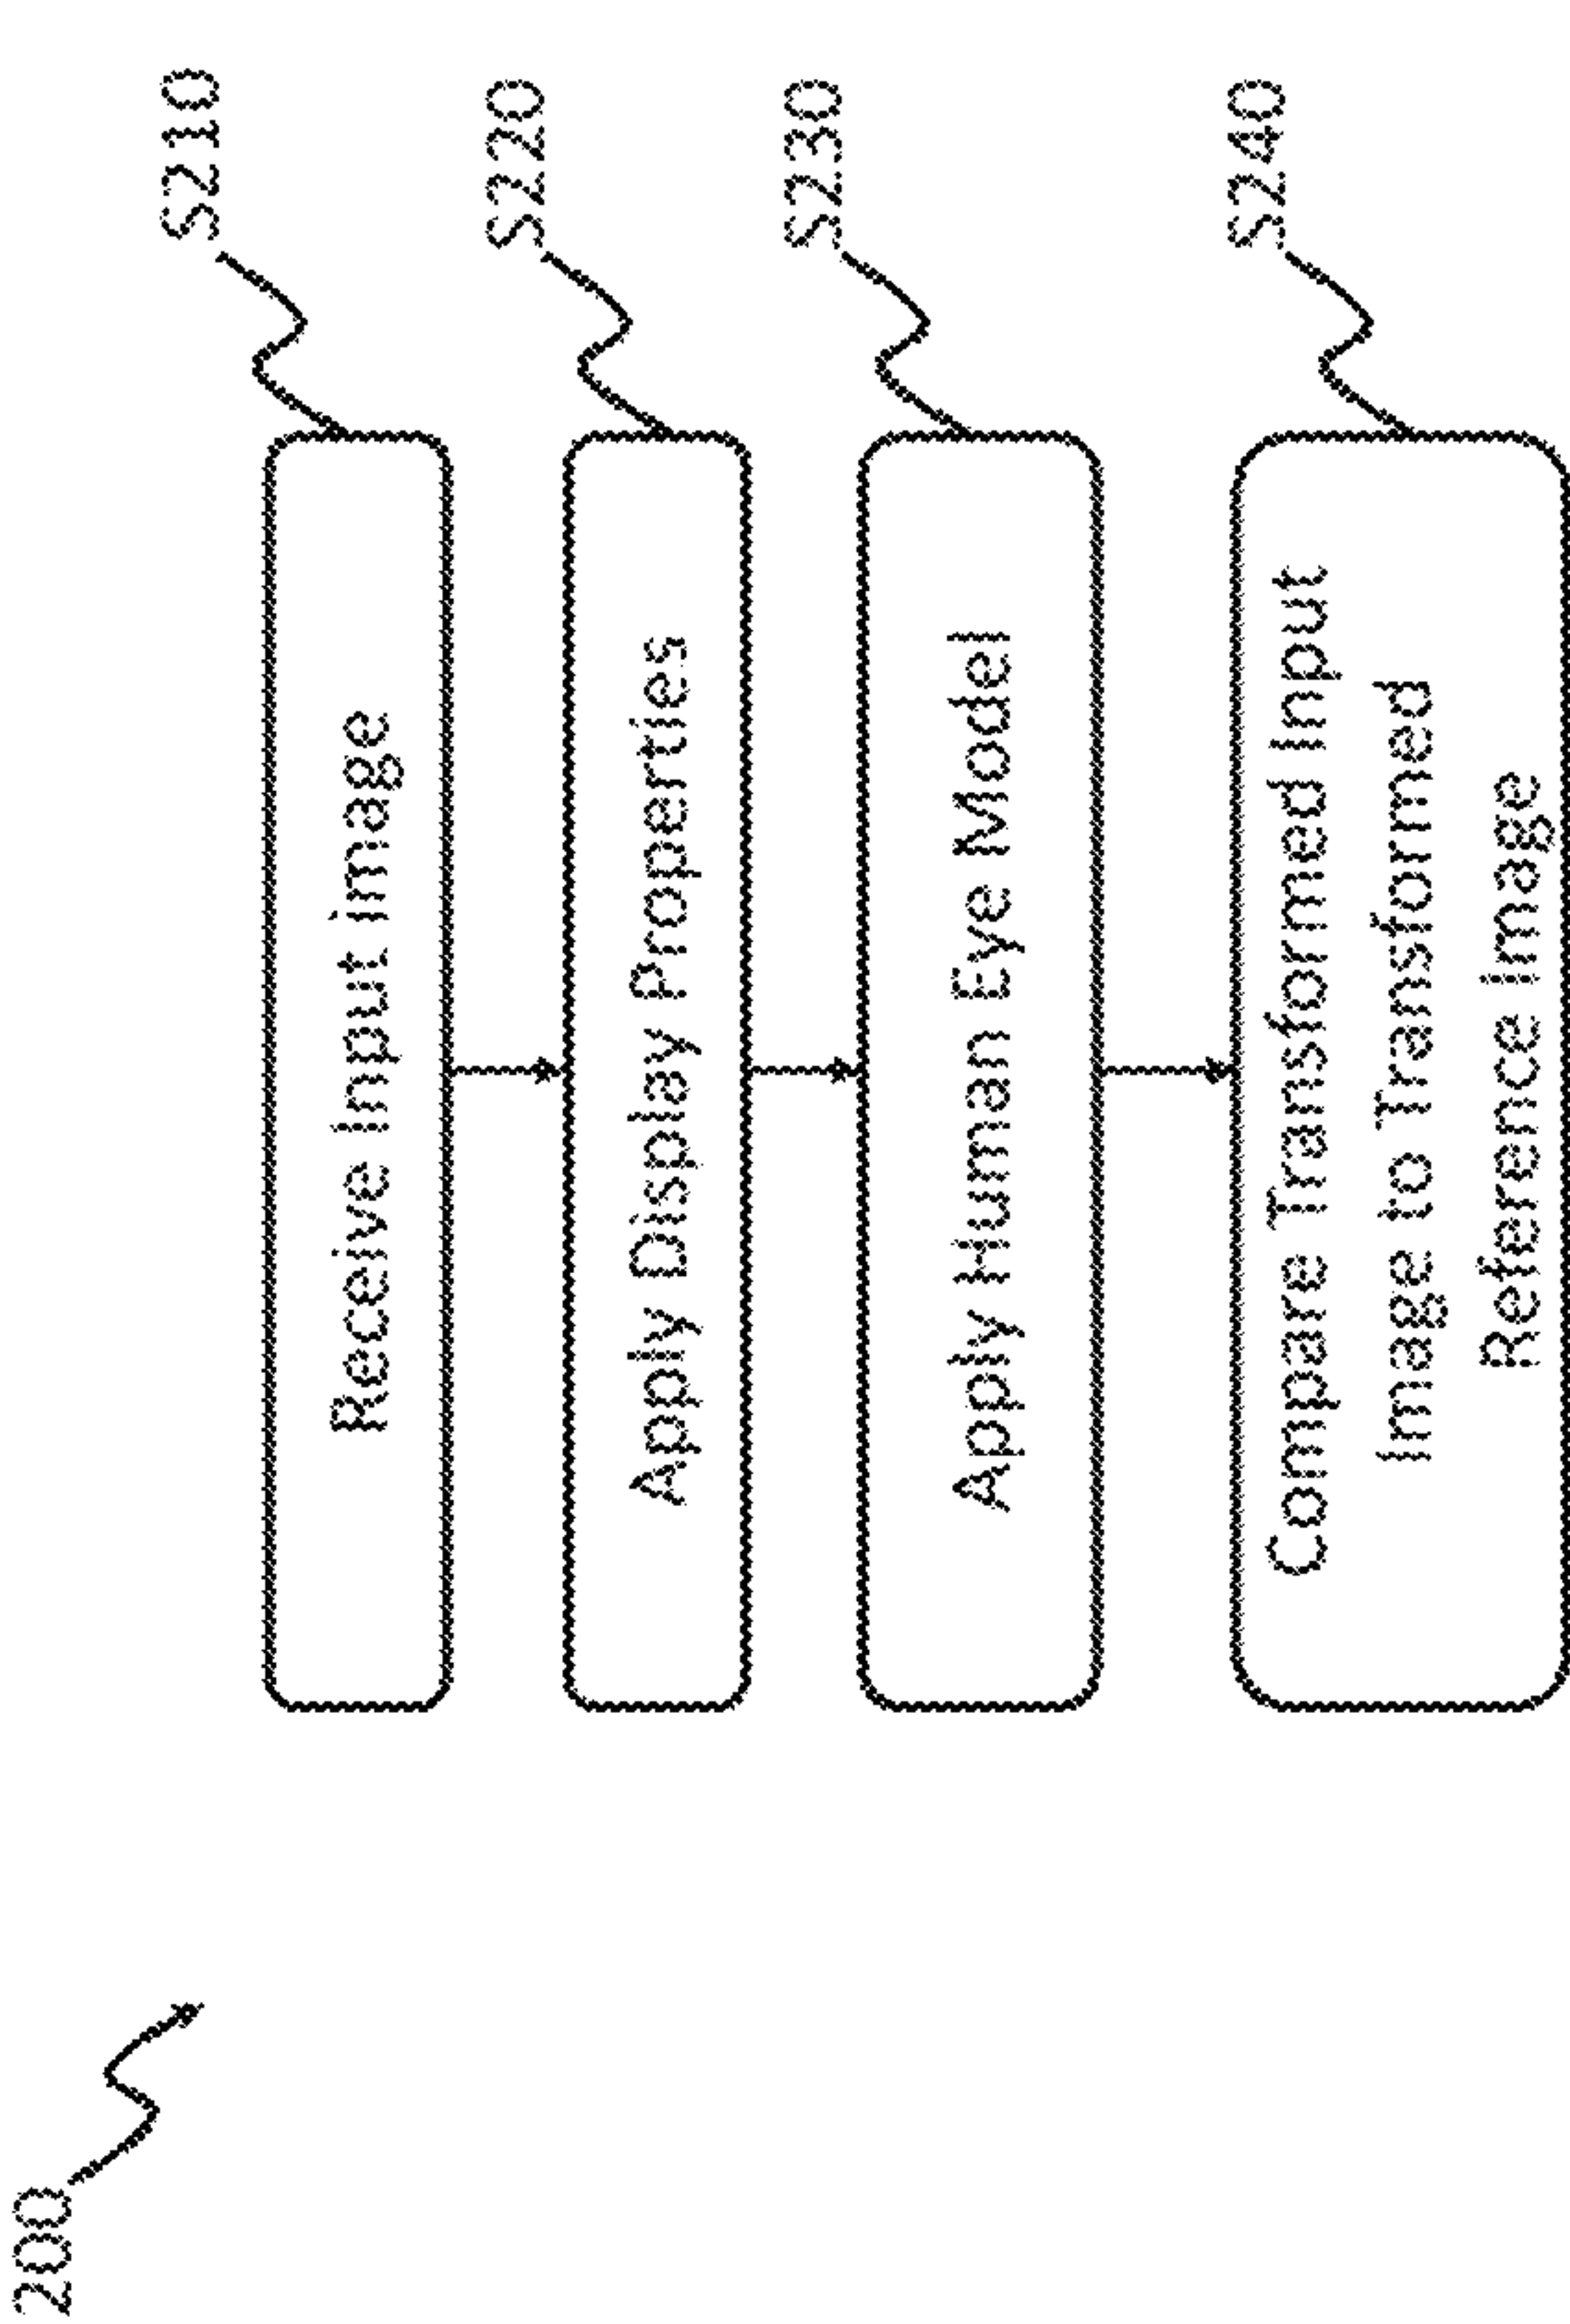 200
S210
Receive Input image
S220
Apply Display Properties
S230
Apply Human Eye Model
S240
Compare Transformed Input
Image to Transformed
Reference Image